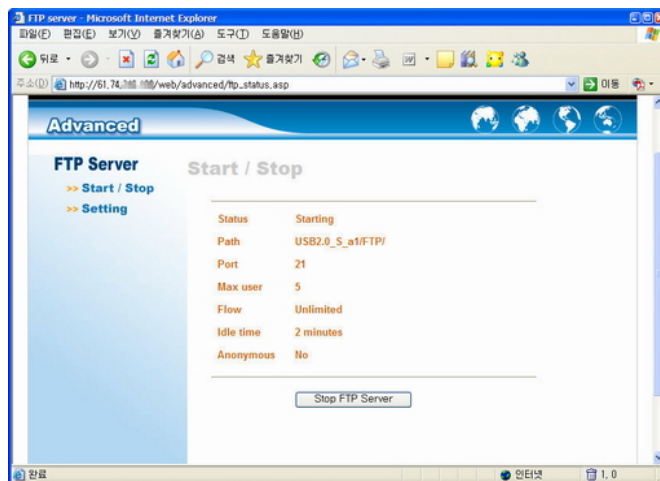 FTP server - Microsoft Internet Explorer
파일(F) 편집(E) 보기(V) 즐겨찾기(A) 도구(T) 도움말(H)
뒤로 검색 즐겨찾기
주소(D) http://61,74, /web/advanced/ftp_status,asp 이동
Advanced
FTP Server
>> Start / Stop
>> Setting
Start / Stop
Status Starting
Path USB2.0_S_a1/FTP/
Port 21
Max user 5
Flow Unlimited
Idle time 2 minutes
Anonymous No
Stop FTP Server
완료 인터넷 1, 0